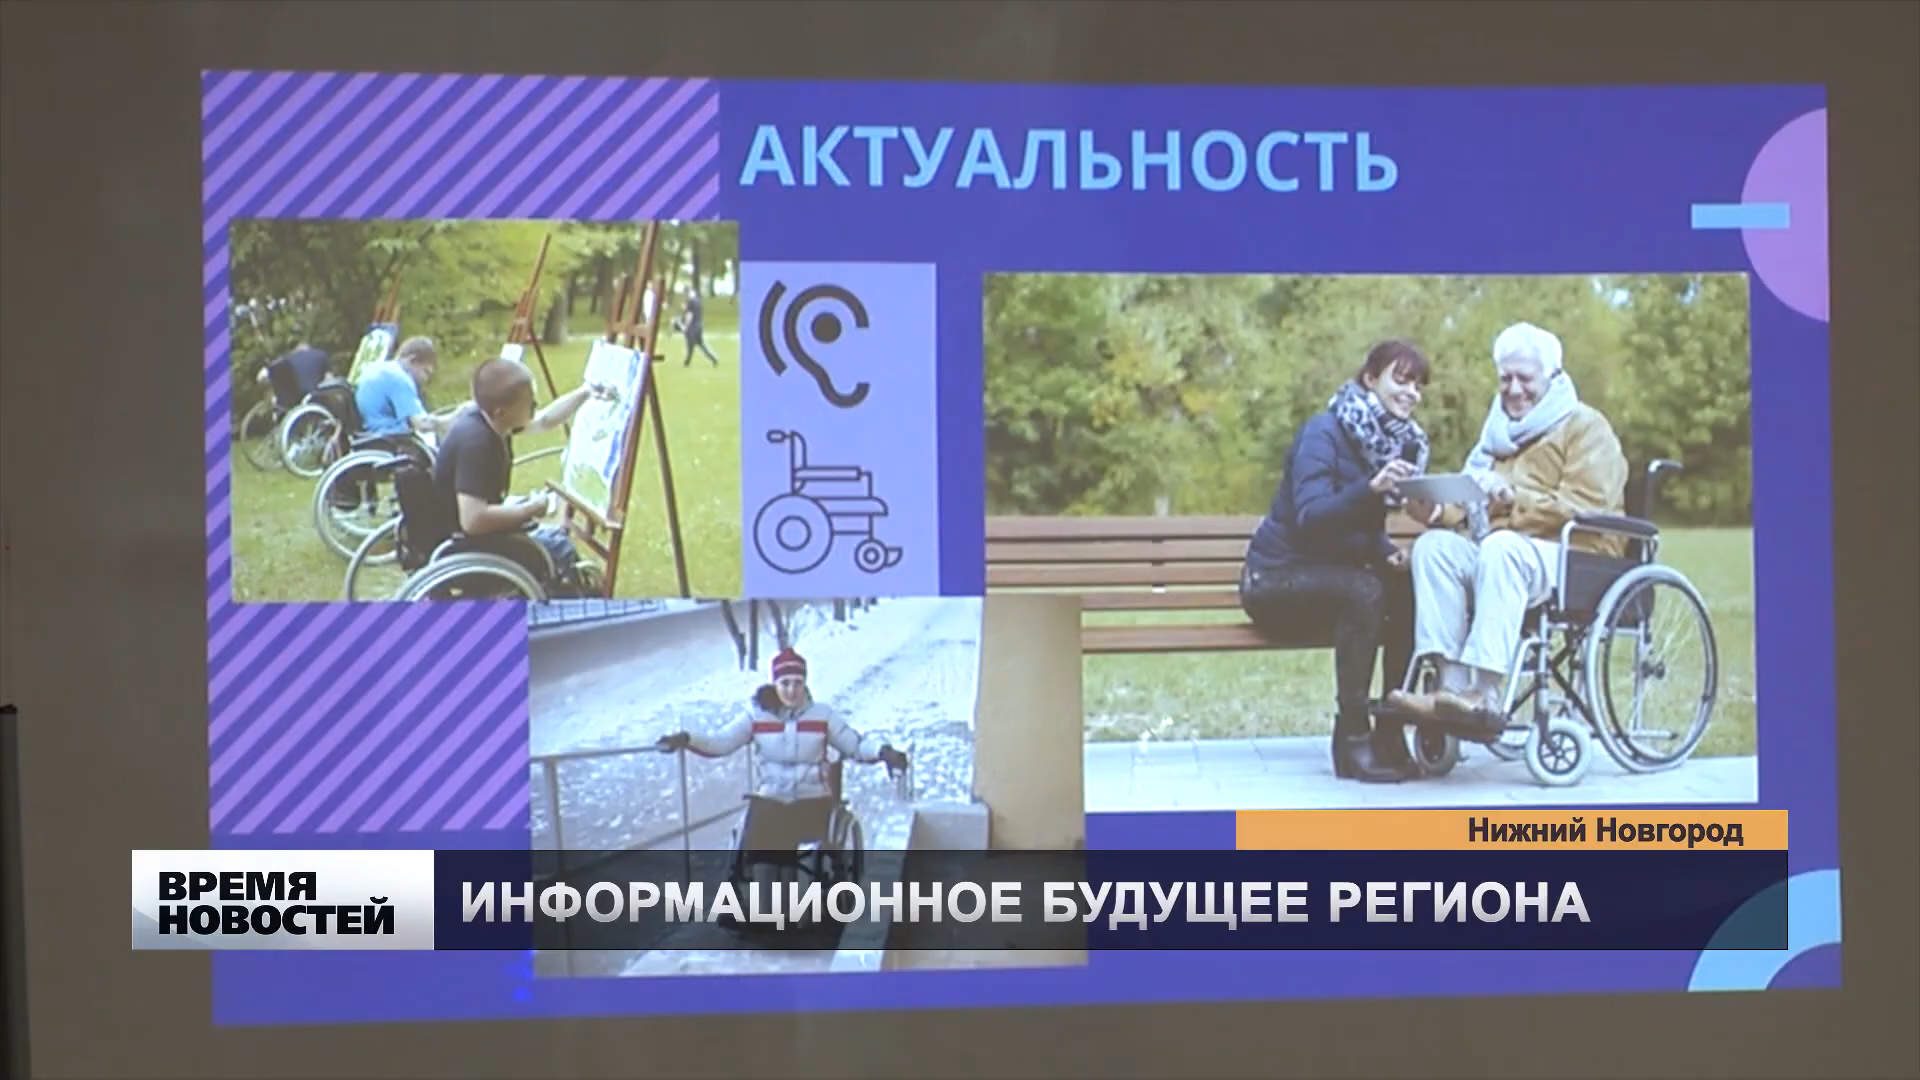 АКТУАЛЬНОСТЬ
Нижний Новгород
ВРЕМЯ
НОВОСТЕЙ
ИНФОРМАЦИОННОЕ БУДУЩЕЕ РЕГИОНА